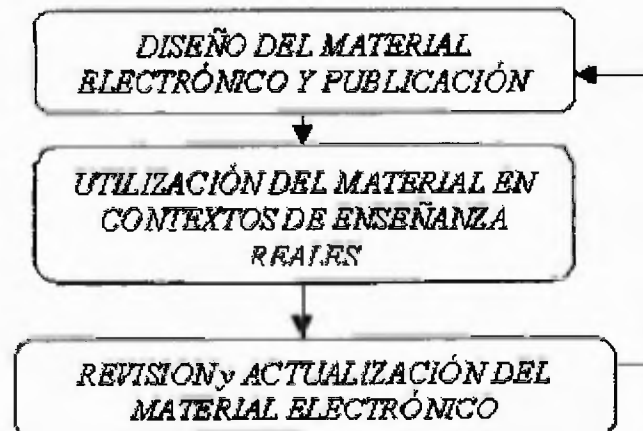 DISEÑO DEL MATERIAL
ELECTRÓNICO Y PUBLICACIÓN
UTILIZACIÓN DEL MATERIAL EN
CONTEXTOS DE ENSEÑANZA
REALES
REVISION y ACTUALIZACIÓN DEL
MATERIAL ELECTRÓNICO